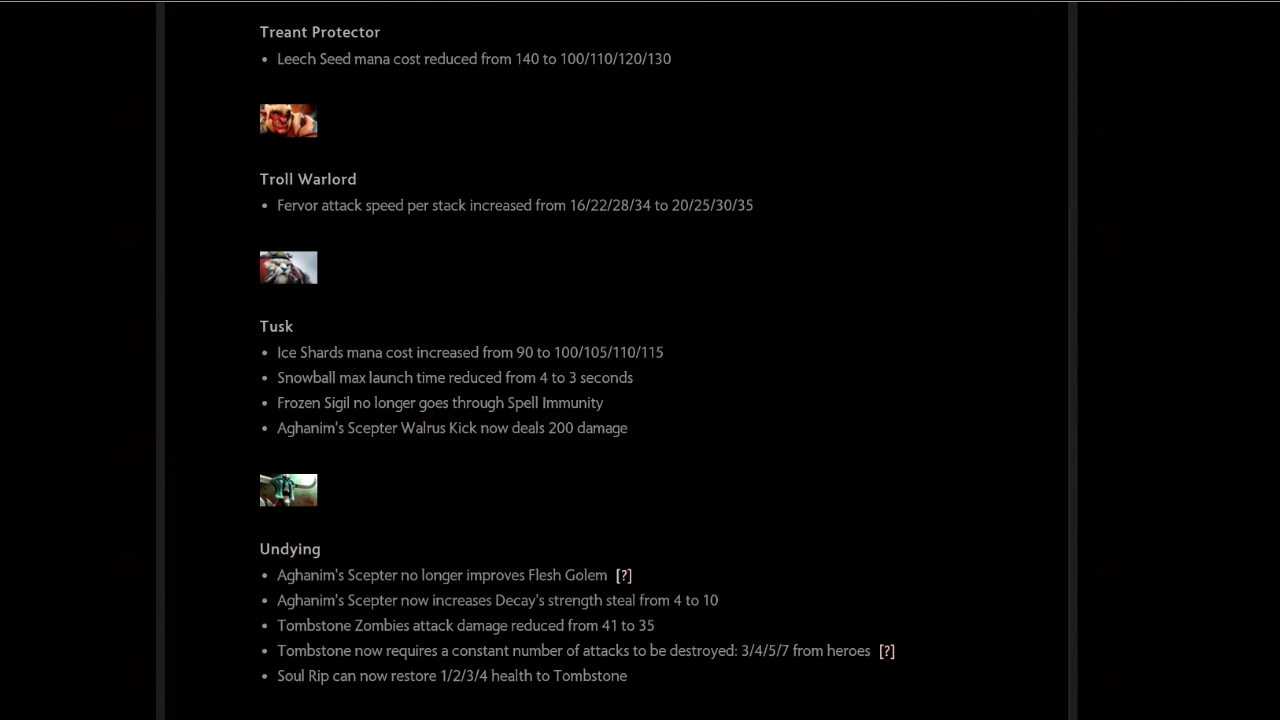 Treant Protector
• Leech Seed mana cost reduced from 140 to 100/110/120/130
Troll Warlord
• Fervor attack speed per stack increased from 16/22/28/34 to 20/25/30/35
Tusk
• Ice Shards mana cost increased from 90 to 100/105/110/115
• Snowball max launch time reduced from 4 to 3 seconds
• Frozen Sigil no longer goes through Spell Immunity
• Aghanim's Scepter Walrus Kick now deals 200 damage
Undying
• Aghanim's Scepter no longer improves Flesh Golem [?]
• Aghanim's Scepter now increases Decay's strength steal from 4 to 10
• Tombstone Zombies attack damage reduced from 41 to 35
• Tombstone now requires a constant number of attacks to be destroyed: 3/4/5/7 from heroes [?]
• Soul Rip can now restore 1/2/3/4 health to Tombstone